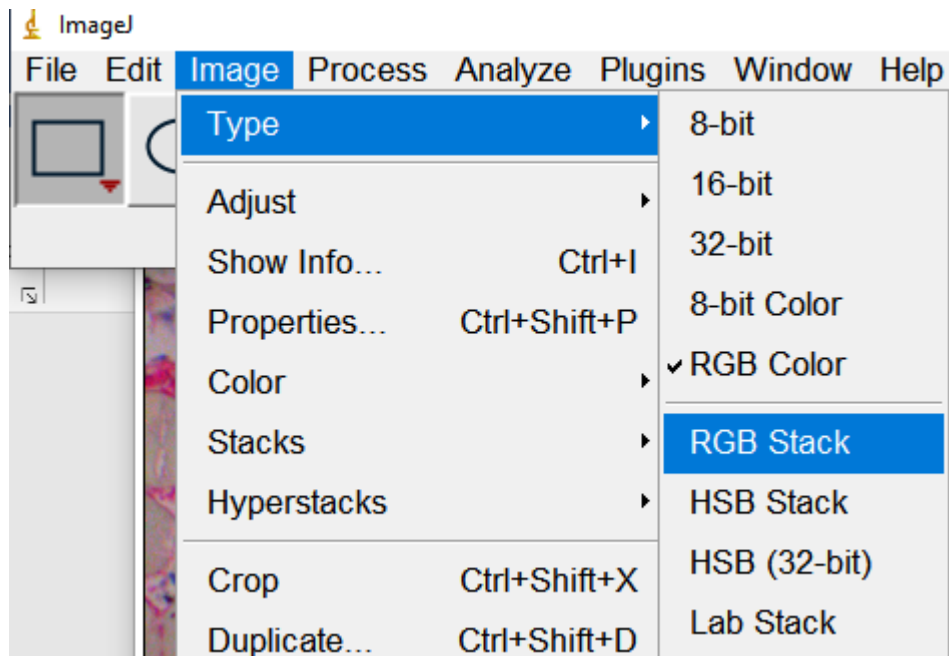 ImageJ
File Edit Image Process Analyze Plugins Window Help
Type
Adjust
Show Info... Ctrl+I
Properties... Ctrl+Shift+P
Color
Stacks
Hyperstacks
Crop Ctrl+Shift+X
Duplicate... Ctrl+Shift+D
8-bit
16-bit
32-bit
8-bit Color
RGB Color
RGB Stack
HSB Stack
HSB (32-bit)
Lab Stack